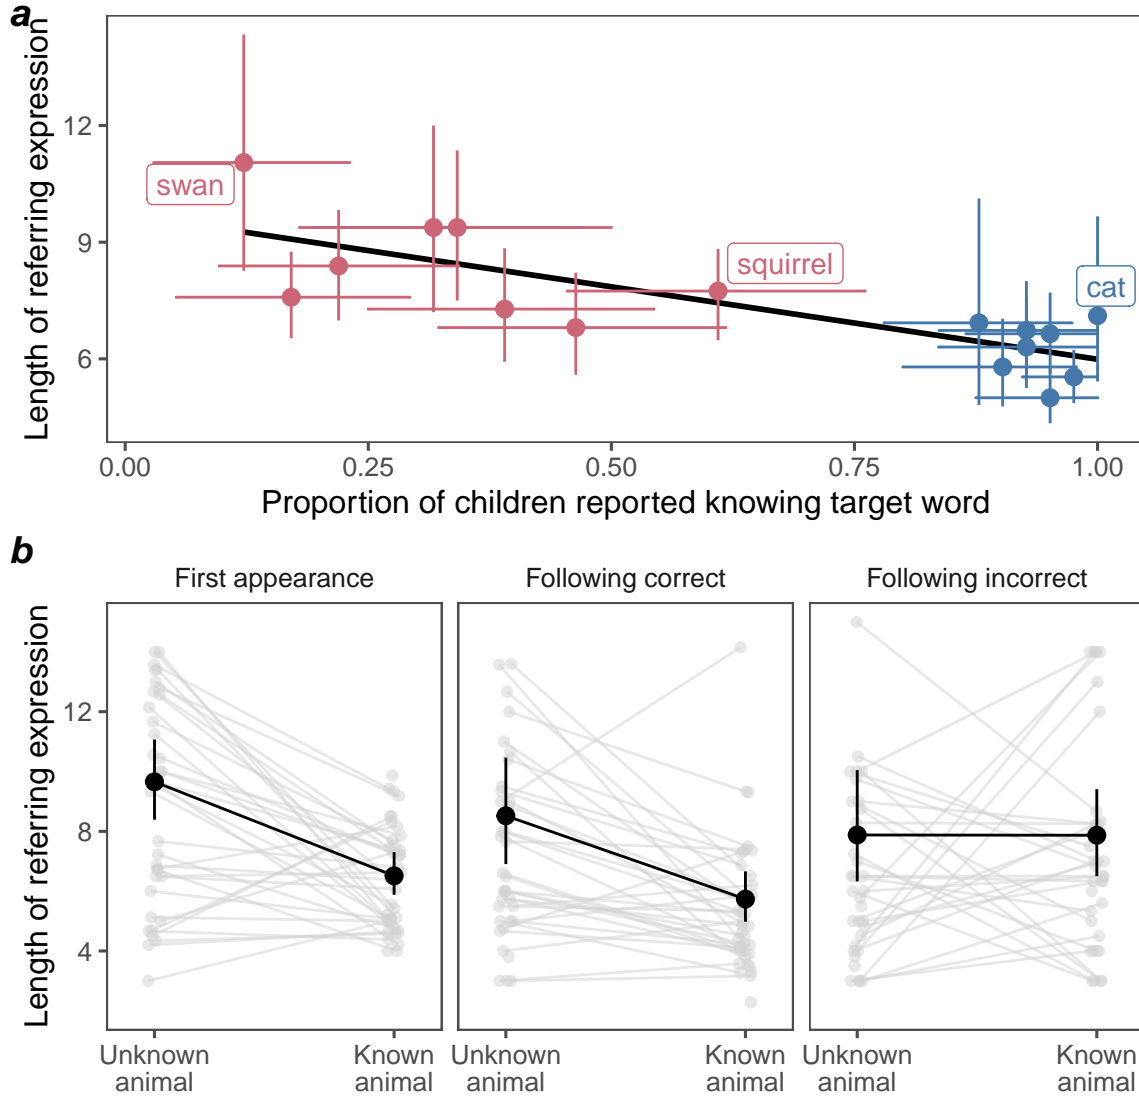 a
Length of referring expression
12
9
6
swan
squirrel
cat
0.00
0.25
0.50
0.75
1.00
Proportion of children reported knowing target word
b
First appearance
Following correct
Following incorrect
Length of referring expression
12
8
4
Unknown
animal
Known
animal
Unknown
animal
Known
animal
Unknown
animal
Known
animal